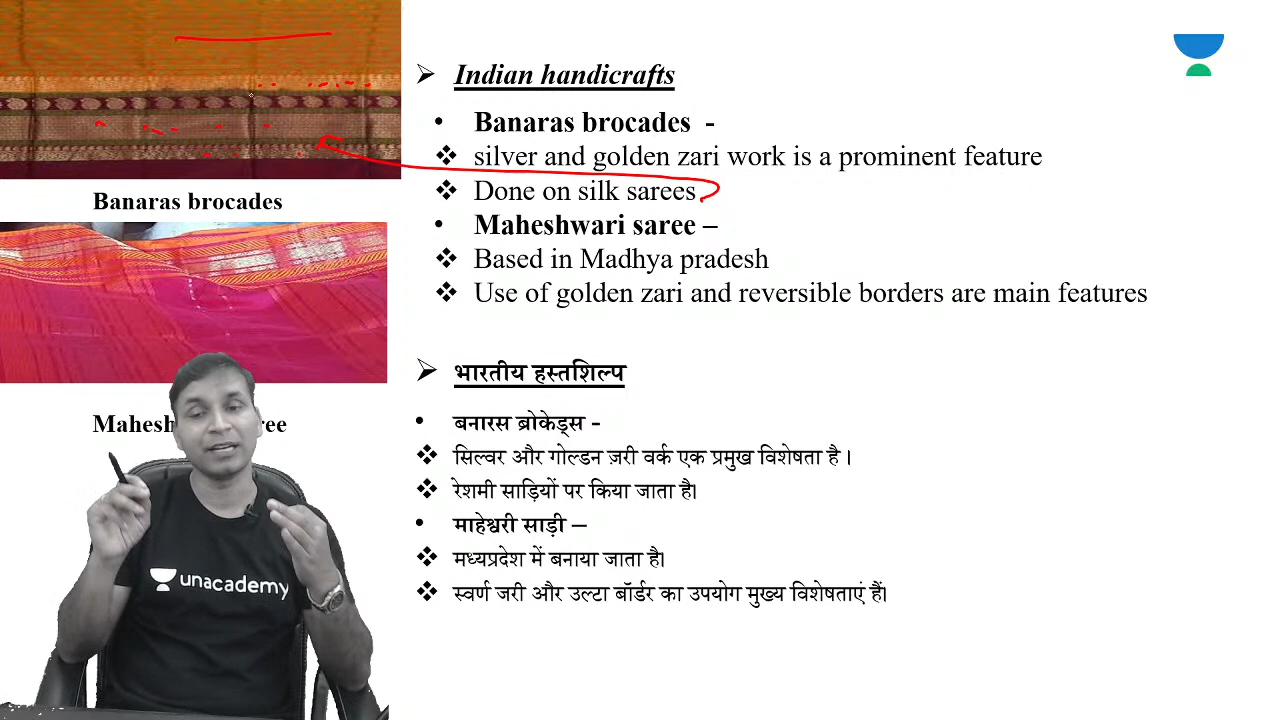 Indian handicrafts
Banaras brocades -
silver and golden zari work is a prominent feature
Done on silk sarees
Maheshwari saree –
Based in Madhya pradesh
Use of golden zari and reversible borders are main features
भारतीय हस्तशिल्प
बनारस ब्रोकेड्स -
सिल्वर और गोल्डन ज़री वर्क एक प्रमुख विशेषता है ।
रेशमी साड़ियों पर किया जाता है।
माहेश्वरी साड़ी –
मध्यप्रदेश में बनाया जाता है।
स्वर्ण जरी और उल्टा बॉर्डर का उपयोग मुख्य विशेषताएं हैं।
Banaras brocades
unacademy